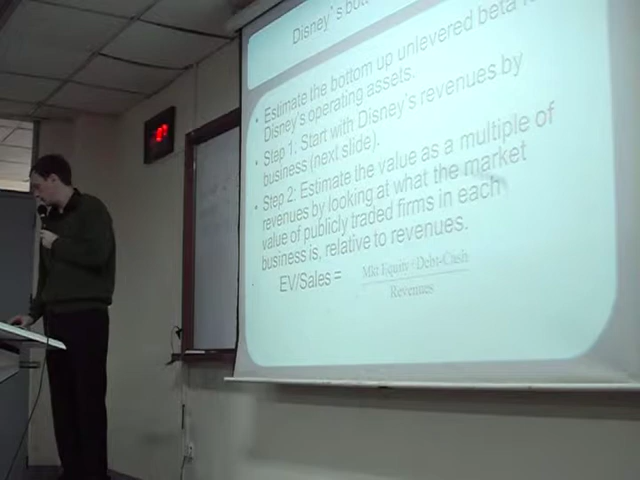 Disney's
Estimate the bottom up unlevered beta
Disney's operating assets.
Step 1: Start with Disney's revenues by
business (next slide).
Step 2: Estimate the value as a multiple of
revenues by looking at what the market
value of publicly traded firms in each
business is, relative to revenues.
EV/Sales =
Mkt Equity+Debt-Cash
Revenues